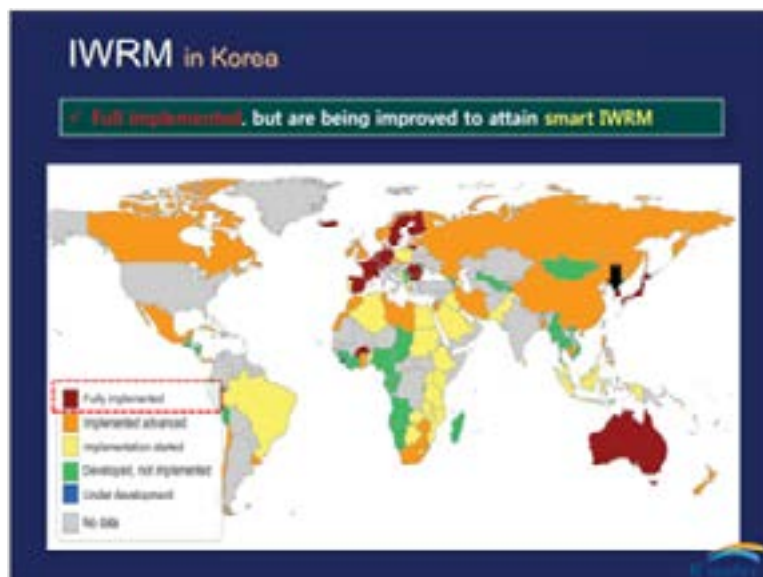 IWRM in Korea
✓ Full implemented. but are being improved to attain smart IWRM
Fully implemented
Implemented advanced
Implementation started
Developed, not implemented
Under development
No data